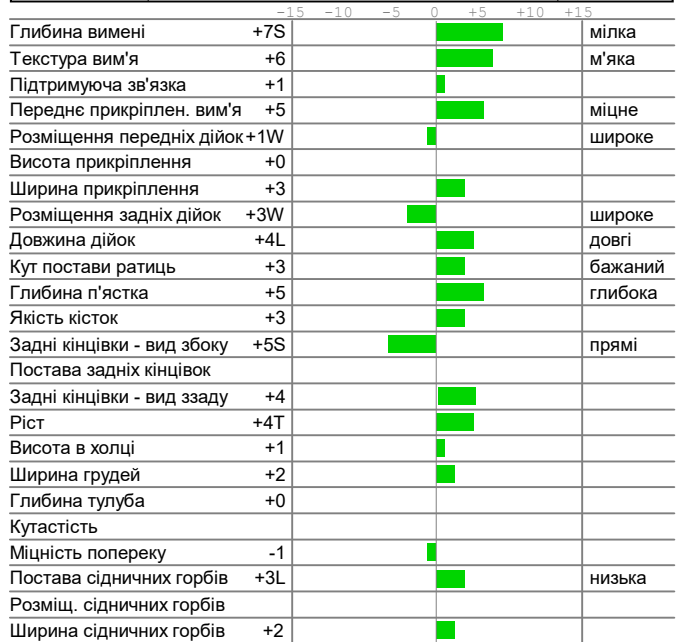 -15 -10 -5 0 +5 +10 +15
Глибина вимені +7S мілка
Текстура вим'я +6 м'яка
Підтримуюча зв'язка +1
Переднє прикріплен. вим'я +5 міцне
Розміщення передніх дійок +1W широке
Висота прикріплення +0
Ширина прикріплення +3
Розміщення задніх дійок +3W широке
Довжина дійок +4L довгі
Кут постави ратиць +3 бажаний
Глибина п'ястка +5 глибока
Якість кісток +3
Задні кінцівки - вид збоку +5S прямі
Постава задніх кінцівок
Задні кінцівки - вид ззаду +4
Ріст +4T
Висота в холці +1
Ширина грудей +2
Глибина тулуба +0
Кутастість
Міцність попереку -1
Постава сідничних горбів +3L низька
Розміщ. сідничних горбів
Ширина сідничних горбів +2